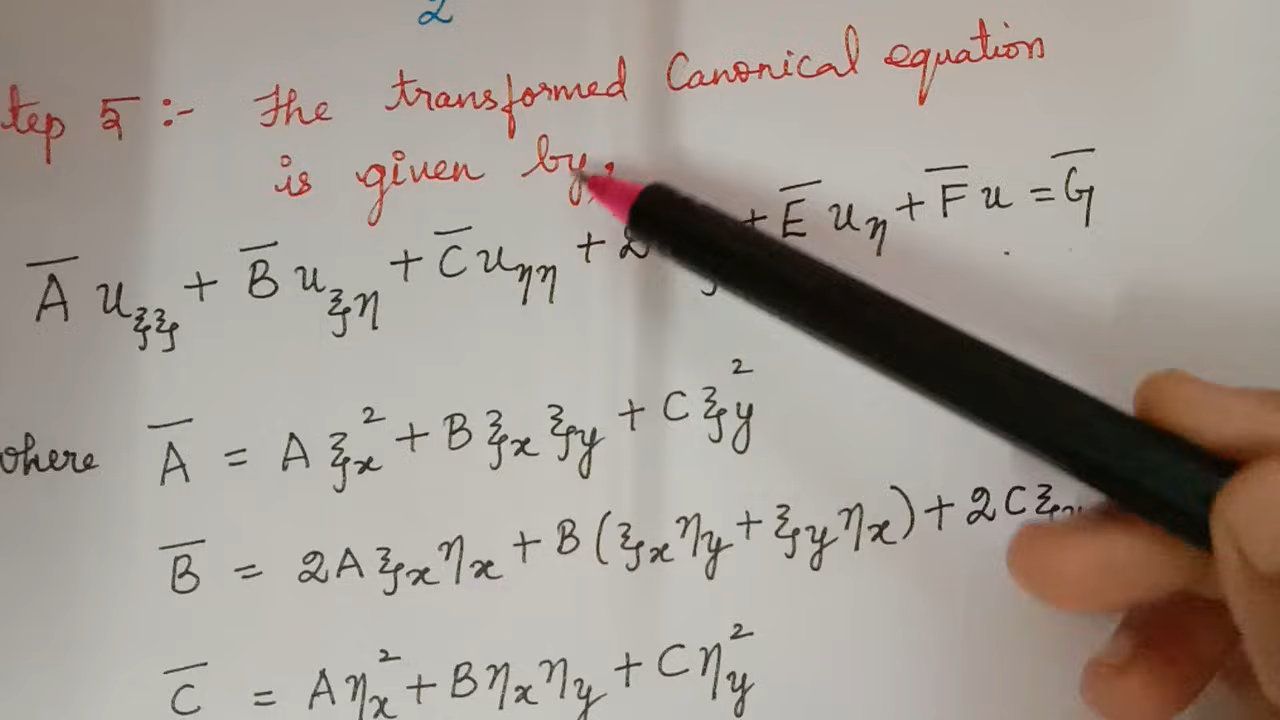 2
tep 5 :- The transformed Canonical equation
is given by,
A̅ u_ξξ + B̅ u_ξη + C̅ u_ηη + + E̅ u_η + F̅ u = G̅
where A̅ = A ξ_x² + B ξ_x ξ_y + C ξ_y²
B̅ = 2A ξ_x η_x + B (ξ_x η_y + ξ_y η_x) + 2C ξ
C̅ = A η_x² + B η_x η_y + C η_y²